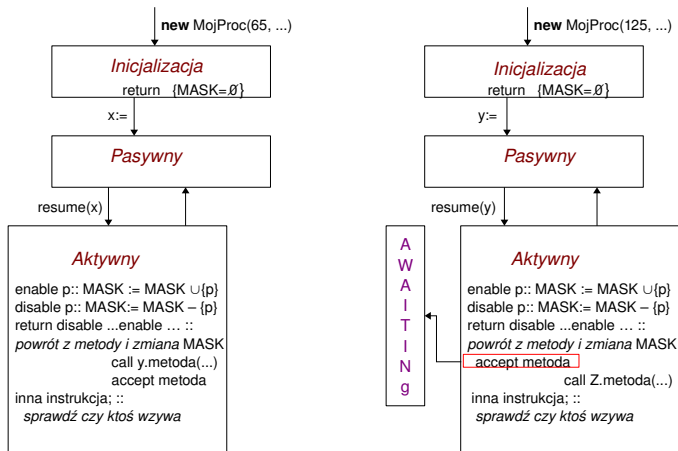 new MojProc(65, ...)
Inicjalizacja
return {MASK=Ø}
x:=
Pasywny
resume(x)
Aktywny
enable p:: MASK := MASK ∪{p}
disable p:: MASK:= MASK – {p}
return disable ...enable … ::
powrót z metody i zmiana MASK
call y.metoda(...)
accept metoda
inna instrukcja; ::
sprawdź czy ktoś wzywa
new MojProc(125, ...)
Inicjalizacja
return {MASK=Ø}
y:=
Pasywny
resume(y)
A
W
A
I
T
I
N
g
Aktywny
enable p:: MASK := MASK ∪{p}
disable p:: MASK:= MASK – {p}
return disable ...enable … ::
powrót z metody i zmiana MASK
accept metoda
call Z.metoda(...)
inna instrukcja; ::
sprawdź czy ktoś wzywa